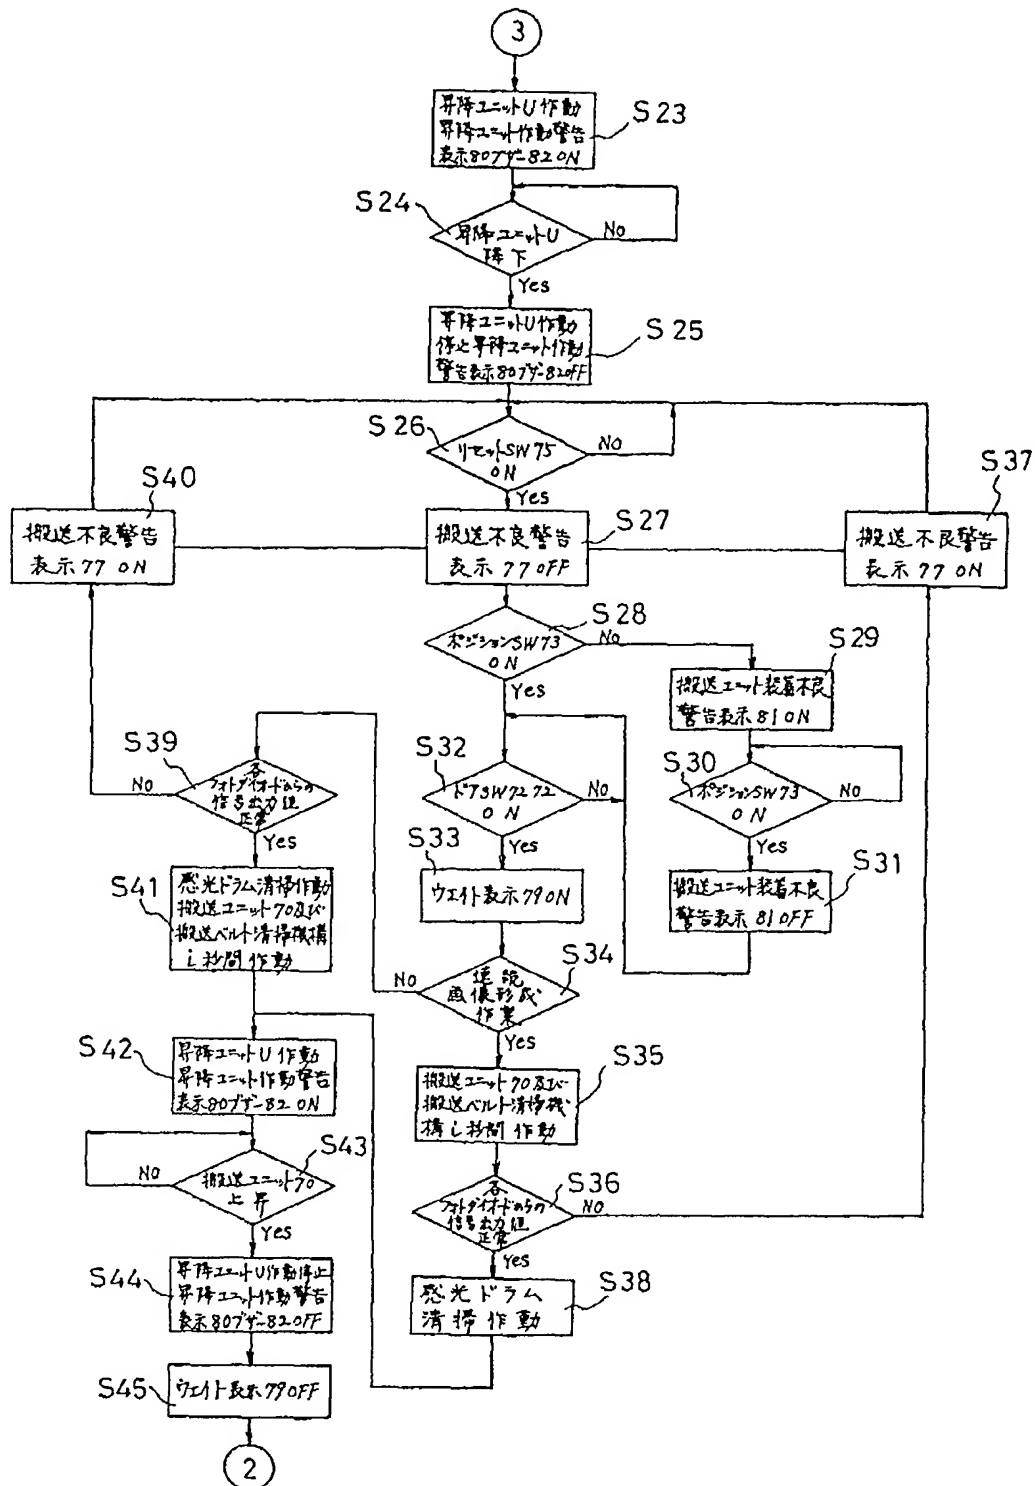 3
昇降ユニットU作動
昇降ユニット作動警告
表示80ブザー82ON
S23
S24
昇降ユニットU
降下
No
Yes
昇降ユニットU作動
停止昇降ユニット作動
警告表示80ブザー82OFF
S25
S26
リセットSW75
ON
No
Yes
S40
搬送不良警告
表示77 ON
S27
搬送不良警告
表示77OFF
S37
搬送不良警告
表示77 ON
S28
ポジションSW73
ON
No
Yes
S29
搬送ユニット装着不良
警告表示81ON
S30
ポジションSW73
ON
No
Yes
S31
搬送ユニット装着不良
警告表示81OFF
S32
ドアSW72 72
ON
No
Yes
S33
ウエイト表示79ON
S34
連続
画像形成
作業
No
Yes
S35
搬送ユニット70及び
搬送ベルト清掃機
構i秒間作動
S36
各
フォトダイオードからの
信号出力値
正常
No
Yes
S38
感光ドラム
清掃作動
S39
各
フォトダイオードからの
信号出力値
正常
No
Yes
S41
感光ドラム清掃作動
搬送ユニット70及び
搬送ベルト清掃機構
i秒間作動
S42
昇降ユニットU作動
昇降ユニット作動警告
表示80ブザー82ON
S43
搬送ユニット70
上昇
No
Yes
S44
昇降ユニットU作動停止
昇降ユニット作動警告
表示80ブザー82OFF
S45
ウエイト表示79OFF
2